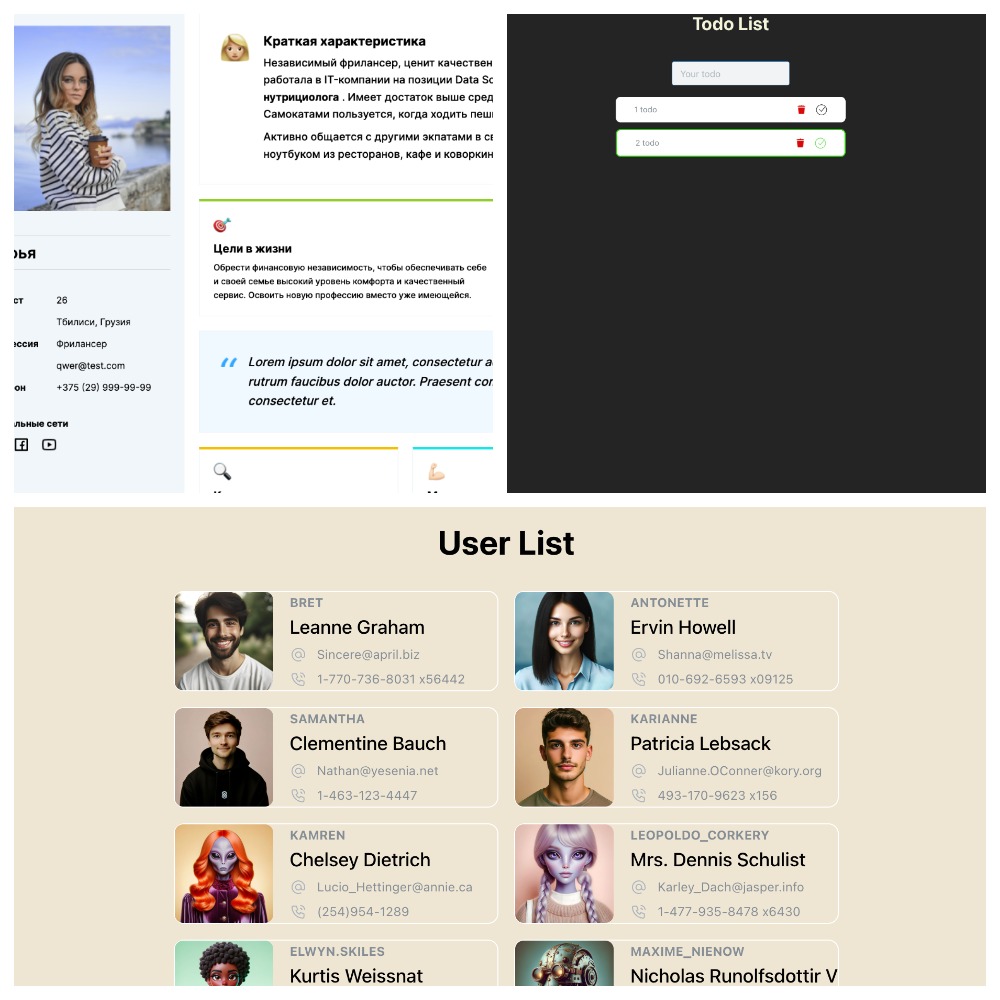 рья
ст 26
Тбилиси, Грузия
ессия Фрилансер
qwer@test.com
он +375 (29) 999-99-99
льные сети
Краткая характеристика
Независимый фрилансер, ценит качествен
работала в IT-компании на позиции Data Sc
нутрициолога . Имеет достаток выше сред
Самокатами пользуется, когда ходить пеш
Активно общается с другими экпатами в св
ноутбуком из ресторанов, кафе и коворкин
Цели в жизни
Обрести финансовую независимость, чтобы обеспечивать себе
и своей семье высокий уровень комфорта и качественный
сервис. Освоить новую профессию вместо уже имеющейся.
Lorem ipsum dolor sit amet, consectetur a
rutrum faucibus dolor auctor. Praesent cor
consectetur et.
Todo List
Your todo
1 todo
2 todo
User List
BRET
Leanne Graham
Sincere@april.biz
1-770-736-8031 x56442
ANTONETTE
Ervin Howell
Shanna@melissa.tv
010-692-6593 x09125
SAMANTHA
Clementine Bauch
Nathan@yesenia.net
1-463-123-4447
KARIANNE
Patricia Lebsack
Julianne.OConner@kory.org
493-170-9623 x156
KAMREN
Chelsey Dietrich
Lucio_Hettinger@annie.ca
(254)954-1289
LEOPOLDO_CORKERY
Mrs. Dennis Schulist
Karley_Dach@jasper.info
1-477-935-8478 x6430
ELWYN.SKILES
Kurtis Weissnat
MAXIME_NIENOW
Nicholas Runolfsdottir V